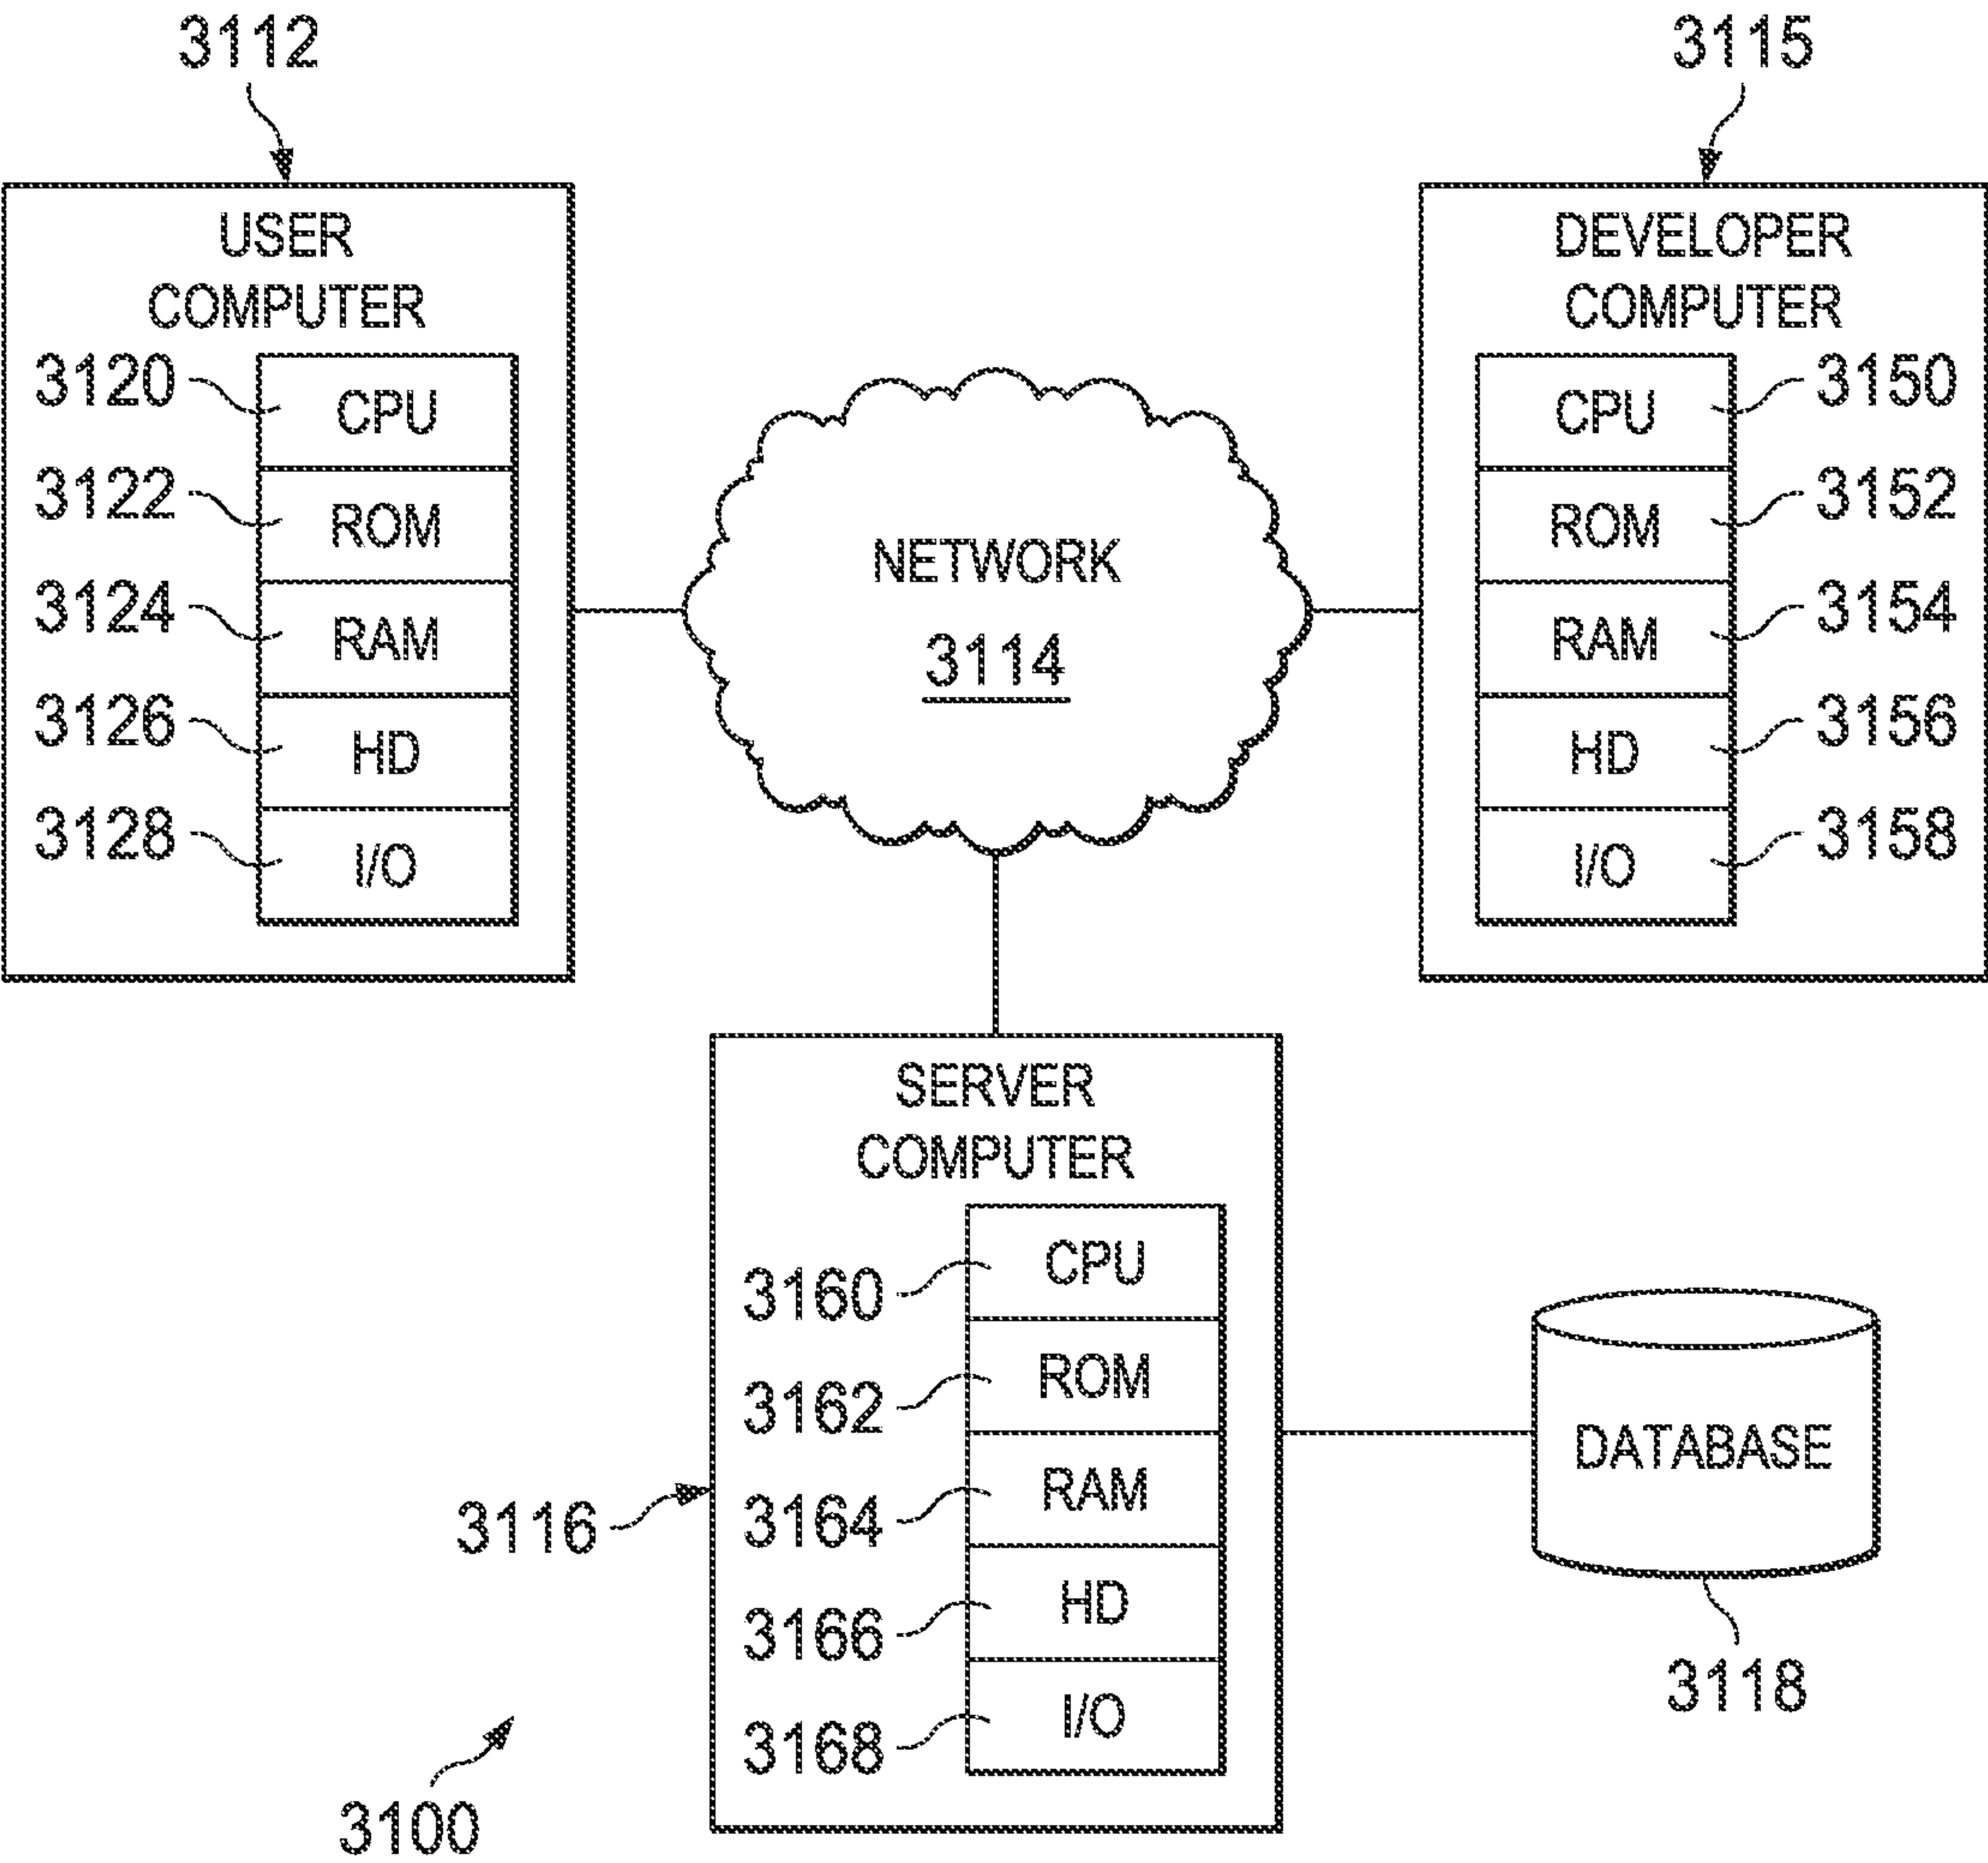 3112
3115
USER
COMPUTER
3120
CPU
3122
ROM
3124
RAM
3126
HD
3128
I/O
NETWORK
3114
DEVELOPER
COMPUTER
CPU
3150
ROM
3152
RAM
3154
HD
3156
I/O
3158
SERVER
COMPUTER
3160
CPU
3162
ROM
3164
RAM
3166
HD
3168
I/O
3116
DATABASE
3118
3100